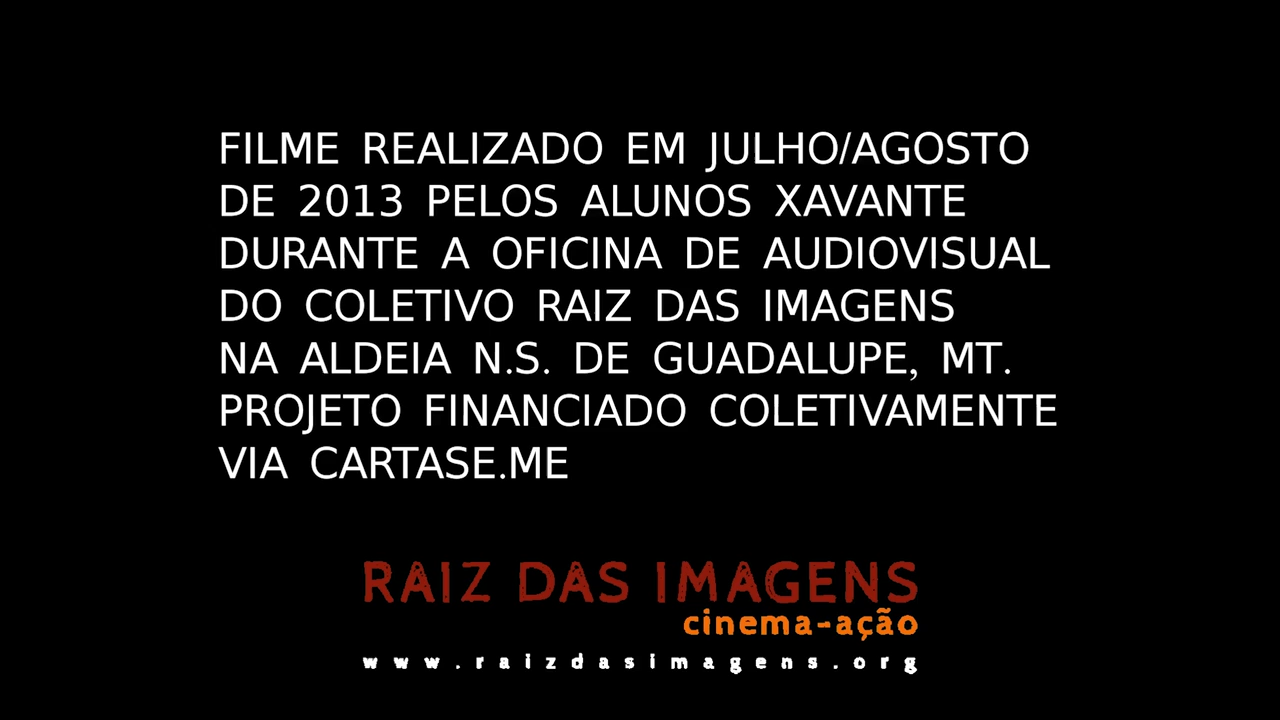 FILME REALIZADO EM JULHO/AGOSTO
DE 2013 PELOS ALUNOS XAVANTE
DURANTE A OFICINA DE AUDIOVISUAL
DO COLETIVO RAIZ DAS IMAGENS
NA ALDEIA N.S. DE GUADALUPE, MT.
PROJETO FINANCIADO COLETIVAMENTE
VIA CARTASE.ME
RAIZ DAS IMAGENS
cinema-ação
www.raizdasimagens.org